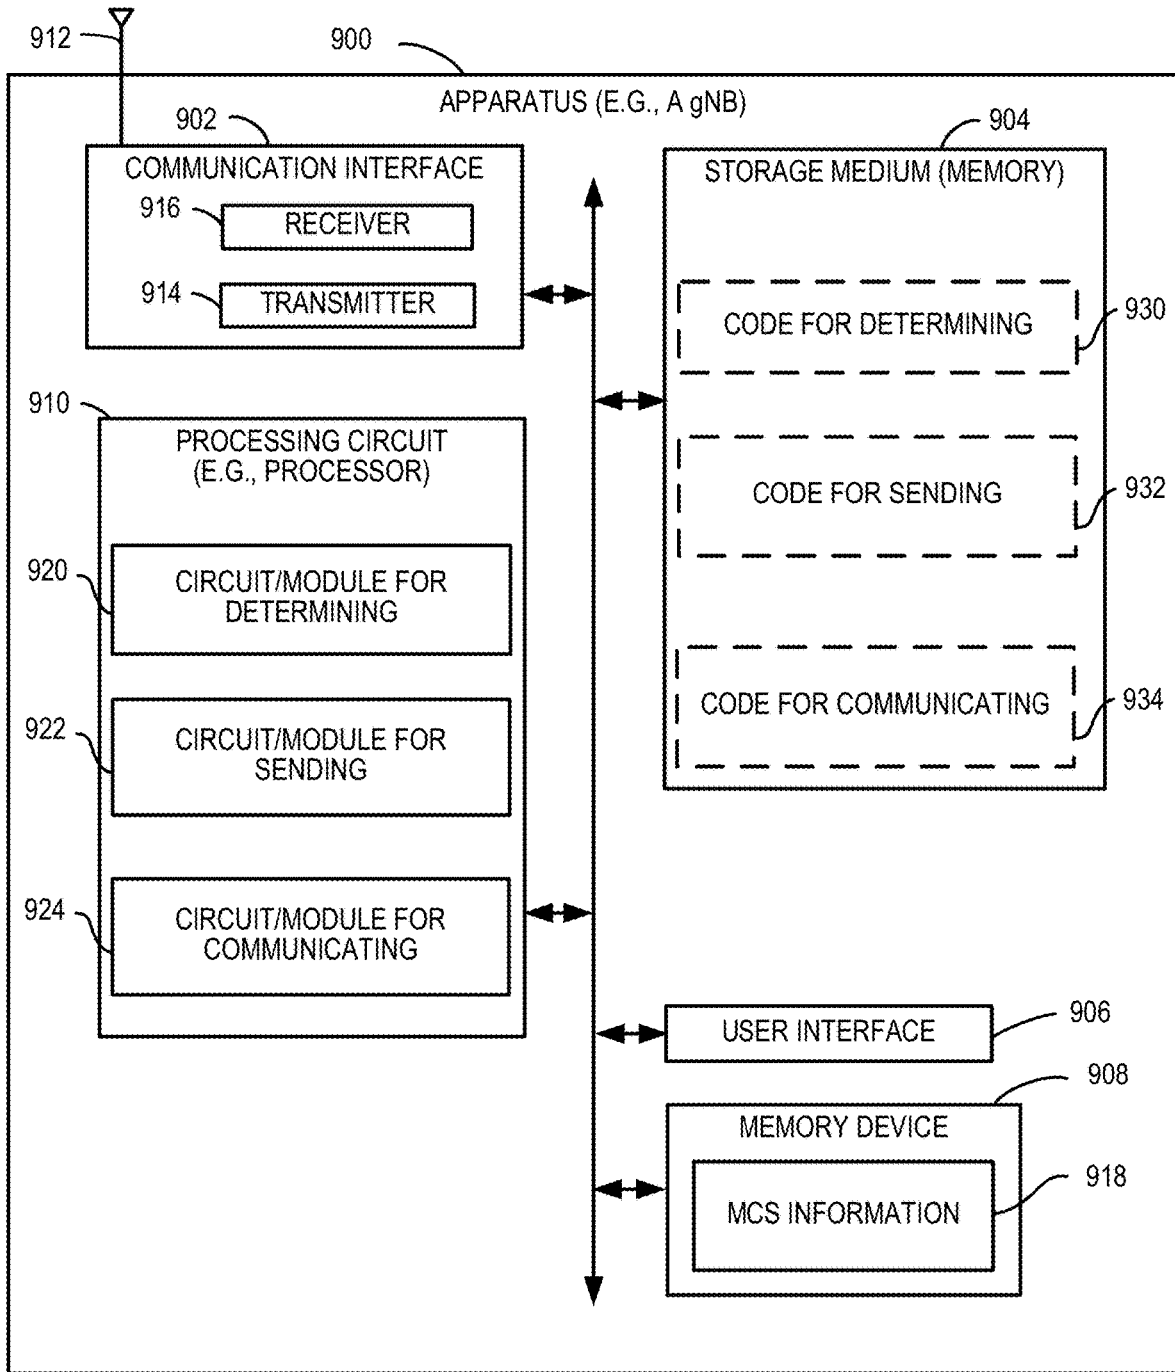 912
900
APPARATUS (E.G., A gNB)
902
COMMUNICATION INTERFACE
916
RECEIVER
914
TRANSMITTER
904
STORAGE MEDIUM (MEMORY)
CODE FOR DETERMINING
930
CODE FOR SENDING
932
CODE FOR COMMUNICATING
934
910
PROCESSING CIRCUIT
(E.G., PROCESSOR)
920
CIRCUIT/MODULE FOR
DETERMINING
922
CIRCUIT/MODULE FOR
SENDING
924
CIRCUIT/MODULE FOR
COMMUNICATING
USER INTERFACE
906
908
MEMORY DEVICE
MCS INFORMATION
918